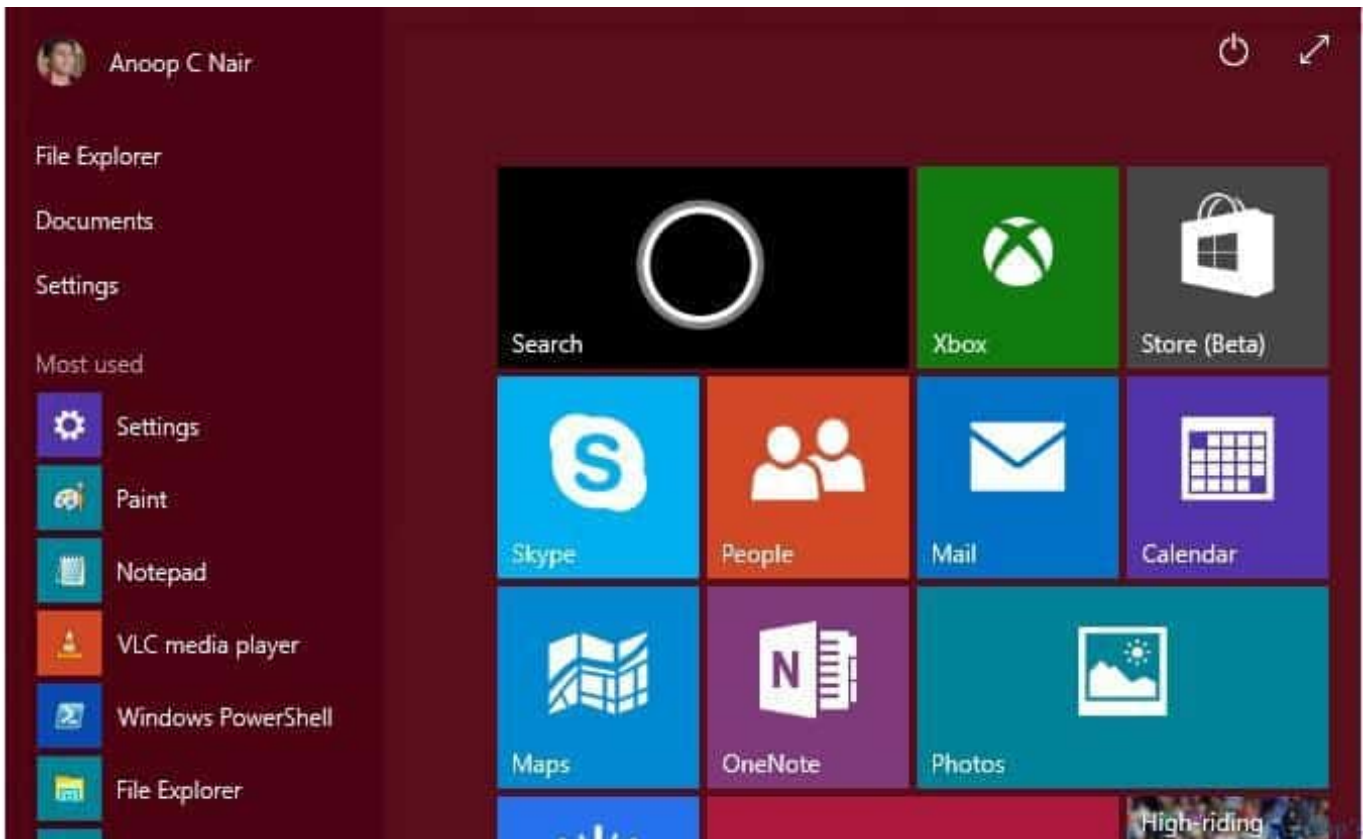 Anoop C Nair
File Explorer
Documents
Settings
Most used
Settings
Paint
Notepad
VLC media player
Windows PowerShell
File Explorer
Search
Xbox
Store (Beta)
S
Skype
People
Mail
Calendar
Maps
N
OneNote
Photos
High-riding